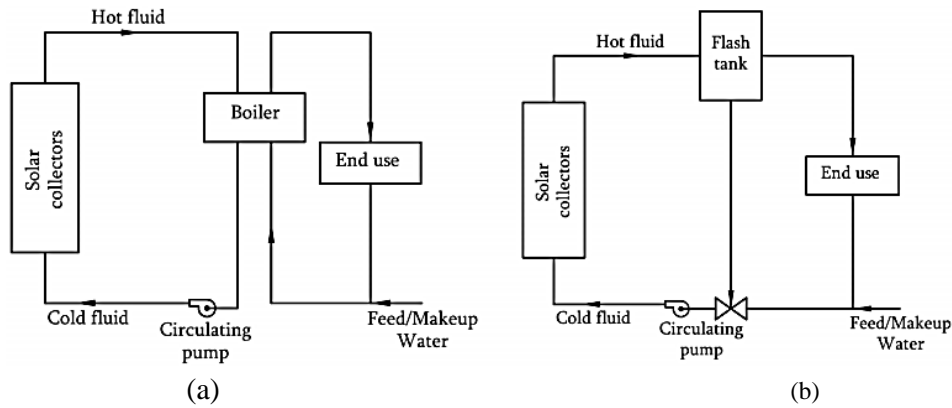 Hot fluid
Solar
collectors
Boiler
End use
Cold fluid
Circulating
pump
Feed/Makeup
Water
(a)
Hot fluid
Flash
tank
Solar
collectors
End use
Cold fluid
Circulating
pump
Feed/Makeup
Water
(b)